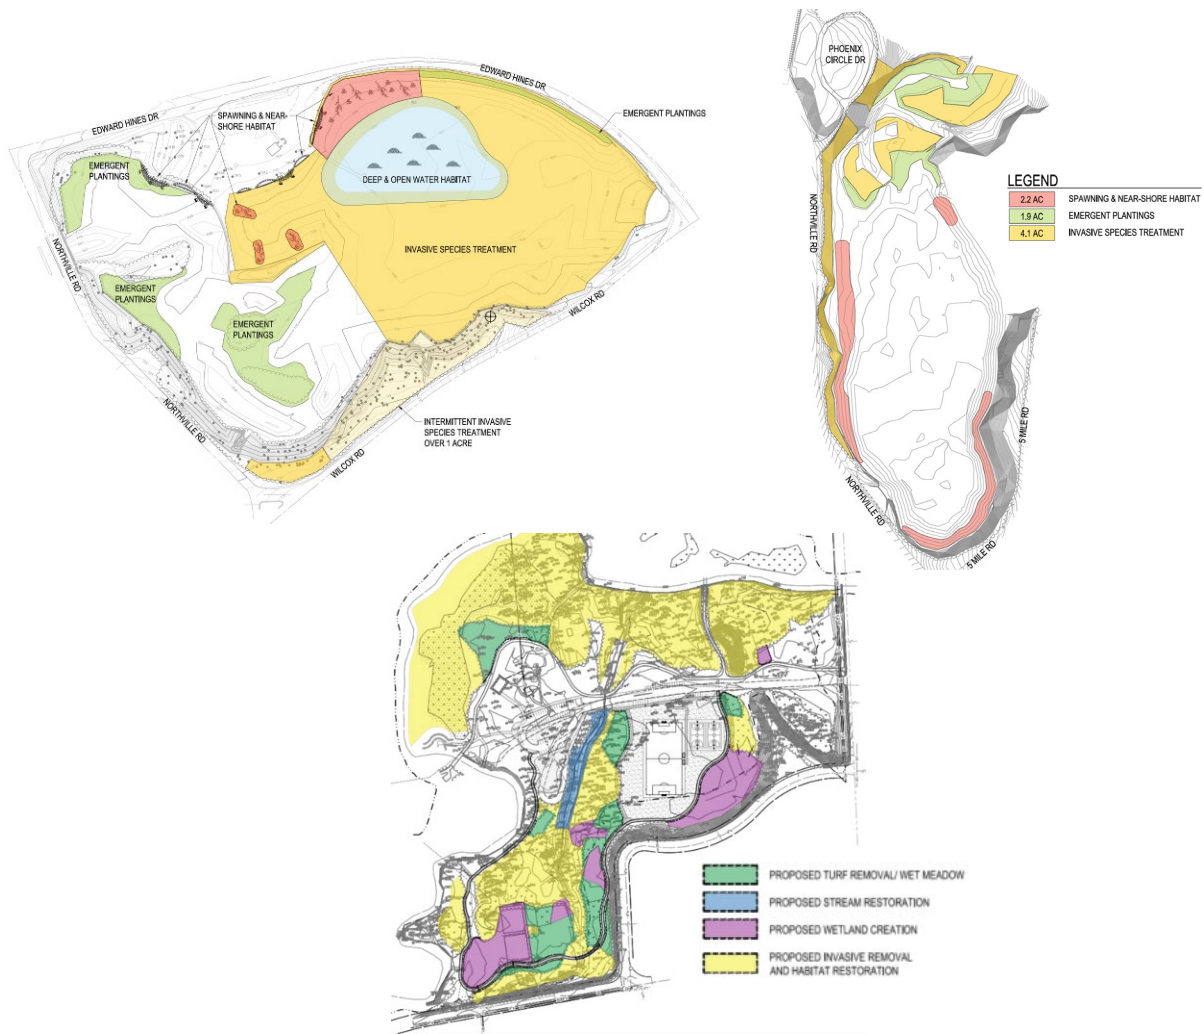 EDWARD HINES DR
EDWARD HINES DR
SPAWNING & NEAR-
SHORE HABITAT
EMERGENT PLANTINGS
EMERGENT
PLANTINGS
DEEP & OPEN WATER HABITAT
INVASIVE SPECIES TREATMENT
NORTHVILLE RD
EMERGENT
PLANTINGS
EMERGENT
PLANTINGS
WILCOX RD
NORTHVILLE RD
INTERMITTENT INVASIVE
SPECIES TREATMENT
OVER 1 ACRE
WILCOX RD
PHOENIX
CIRCLE DR
NORTHVILLE RD
LEGEND
2.2 AC SPAWNING & NEAR-SHORE HABITAT
1.9 AC EMERGENT PLANTINGS
4.1 AC INVASIVE SPECIES TREATMENT
5 MILE RD
NORTHVILLE RD
5 MILE RD
PROPOSED TURF REMOVAL/ WET MEADOW
PROPOSED STREAM RESTORATION
PROPOSED WETLAND CREATION
PROPOSED INVASIVE REMOVAL
AND HABITAT RESTORATION